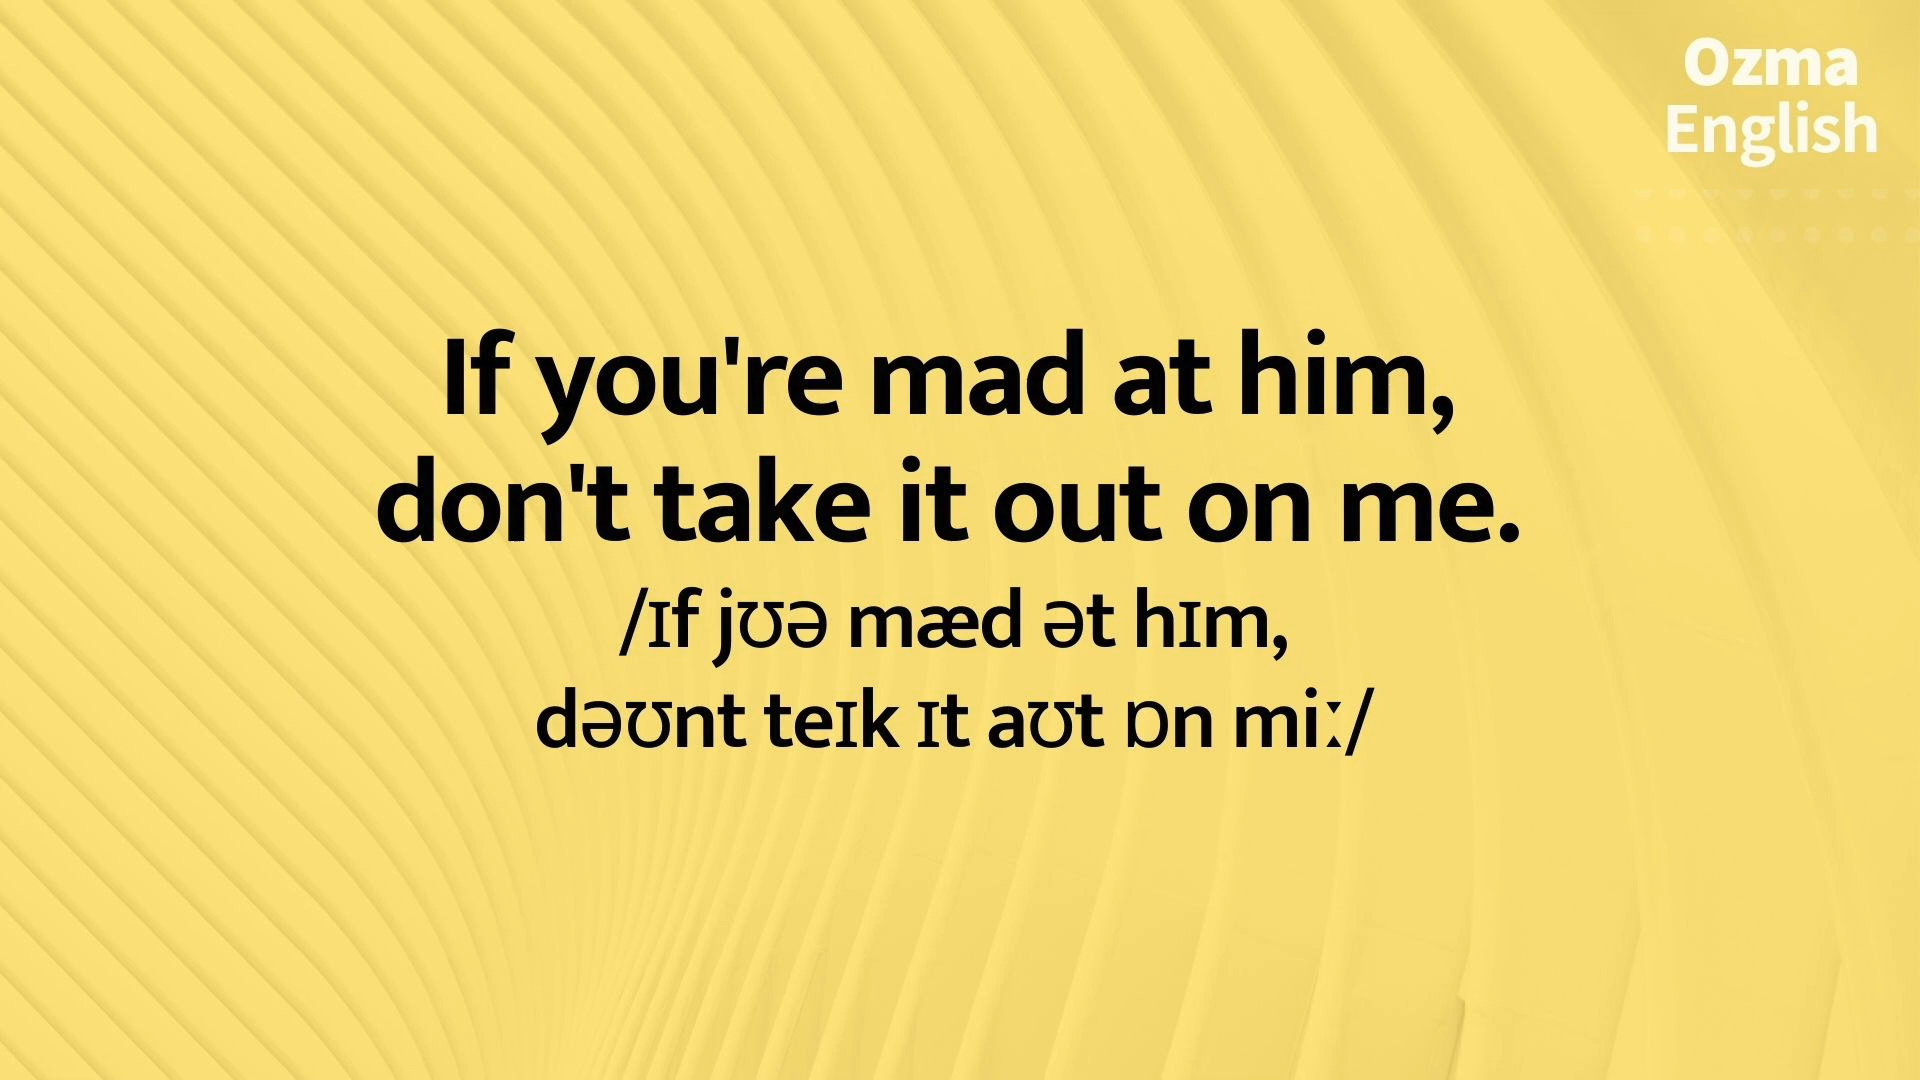 Ozma
English
If you're mad at him,
don't take it out on me.
/ɪf jʊə mæd ət hɪm,
dəʊnt teɪk ɪt aʊt ɒn miː/